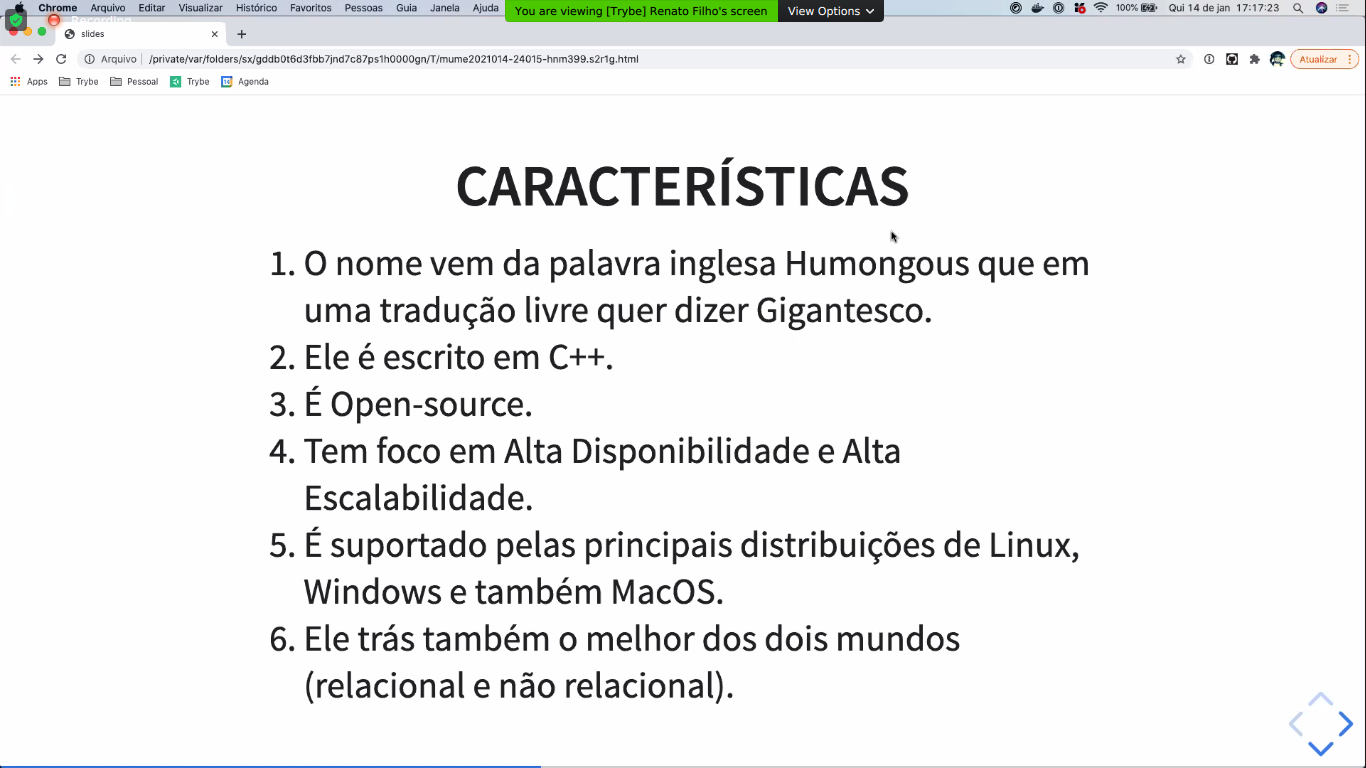 Chrome Arquivo Editar Visualizar Histórico Favoritos Pessoas Guia Janela Ajuda
You are viewing [Trybe] Renato Filho's screen View Options
100% Qui 14 de jan 17:17:23
Recording
slides
Arquivo /private/var/folders/sx/gddb0t6d3fbb7jnd7c87ps1h0000gn/T/mume2021014-24015-hnm399.s2r1g.html
Atualizar
Apps Trybe Pessoal Trybe Agenda
CARACTERÍSTICAS
1. O nome vem da palavra inglesa Humongous que em
uma tradução livre quer dizer Gigantesco.
2. Ele é escrito em C++.
3. É Open-source.
4. Tem foco em Alta Disponibilidade e Alta
Escalabilidade.
5. É suportado pelas principais distribuições de Linux,
Windows e também MacOS.
6. Ele trás também o melhor dos dois mundos
(relacional e não relacional).